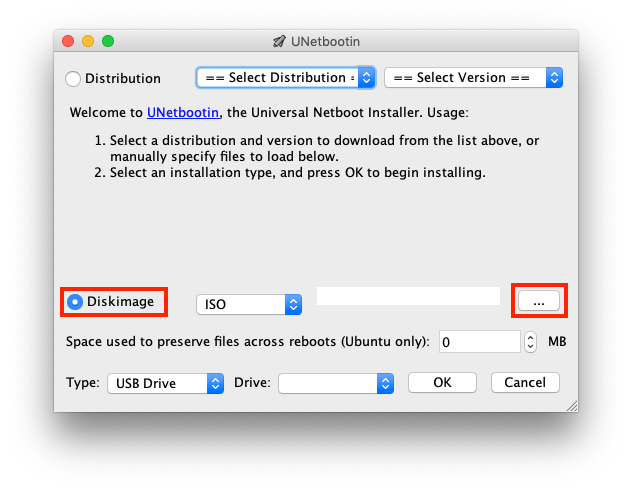 UNetbootin
Distribution == Select Distribution = == Select Version ==
Welcome to UNetbootin, the Universal Netboot Installer. Usage:
1. Select a distribution and version to download from the list above, or
manually specify files to load below.
2. Select an installation type, and press OK to begin installing.
Diskimage ISO ...
Space used to preserve files across reboots (Ubuntu only): 0 MB
Type: USB Drive Drive: OK Cancel